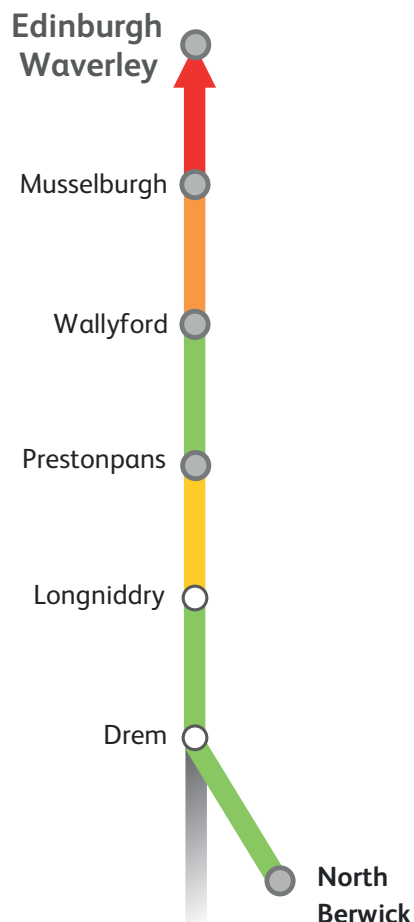 Edinburgh
Waverley
Musselburgh
Wallyford
Prestonpans
Longniddry
Drem
North
Berwick